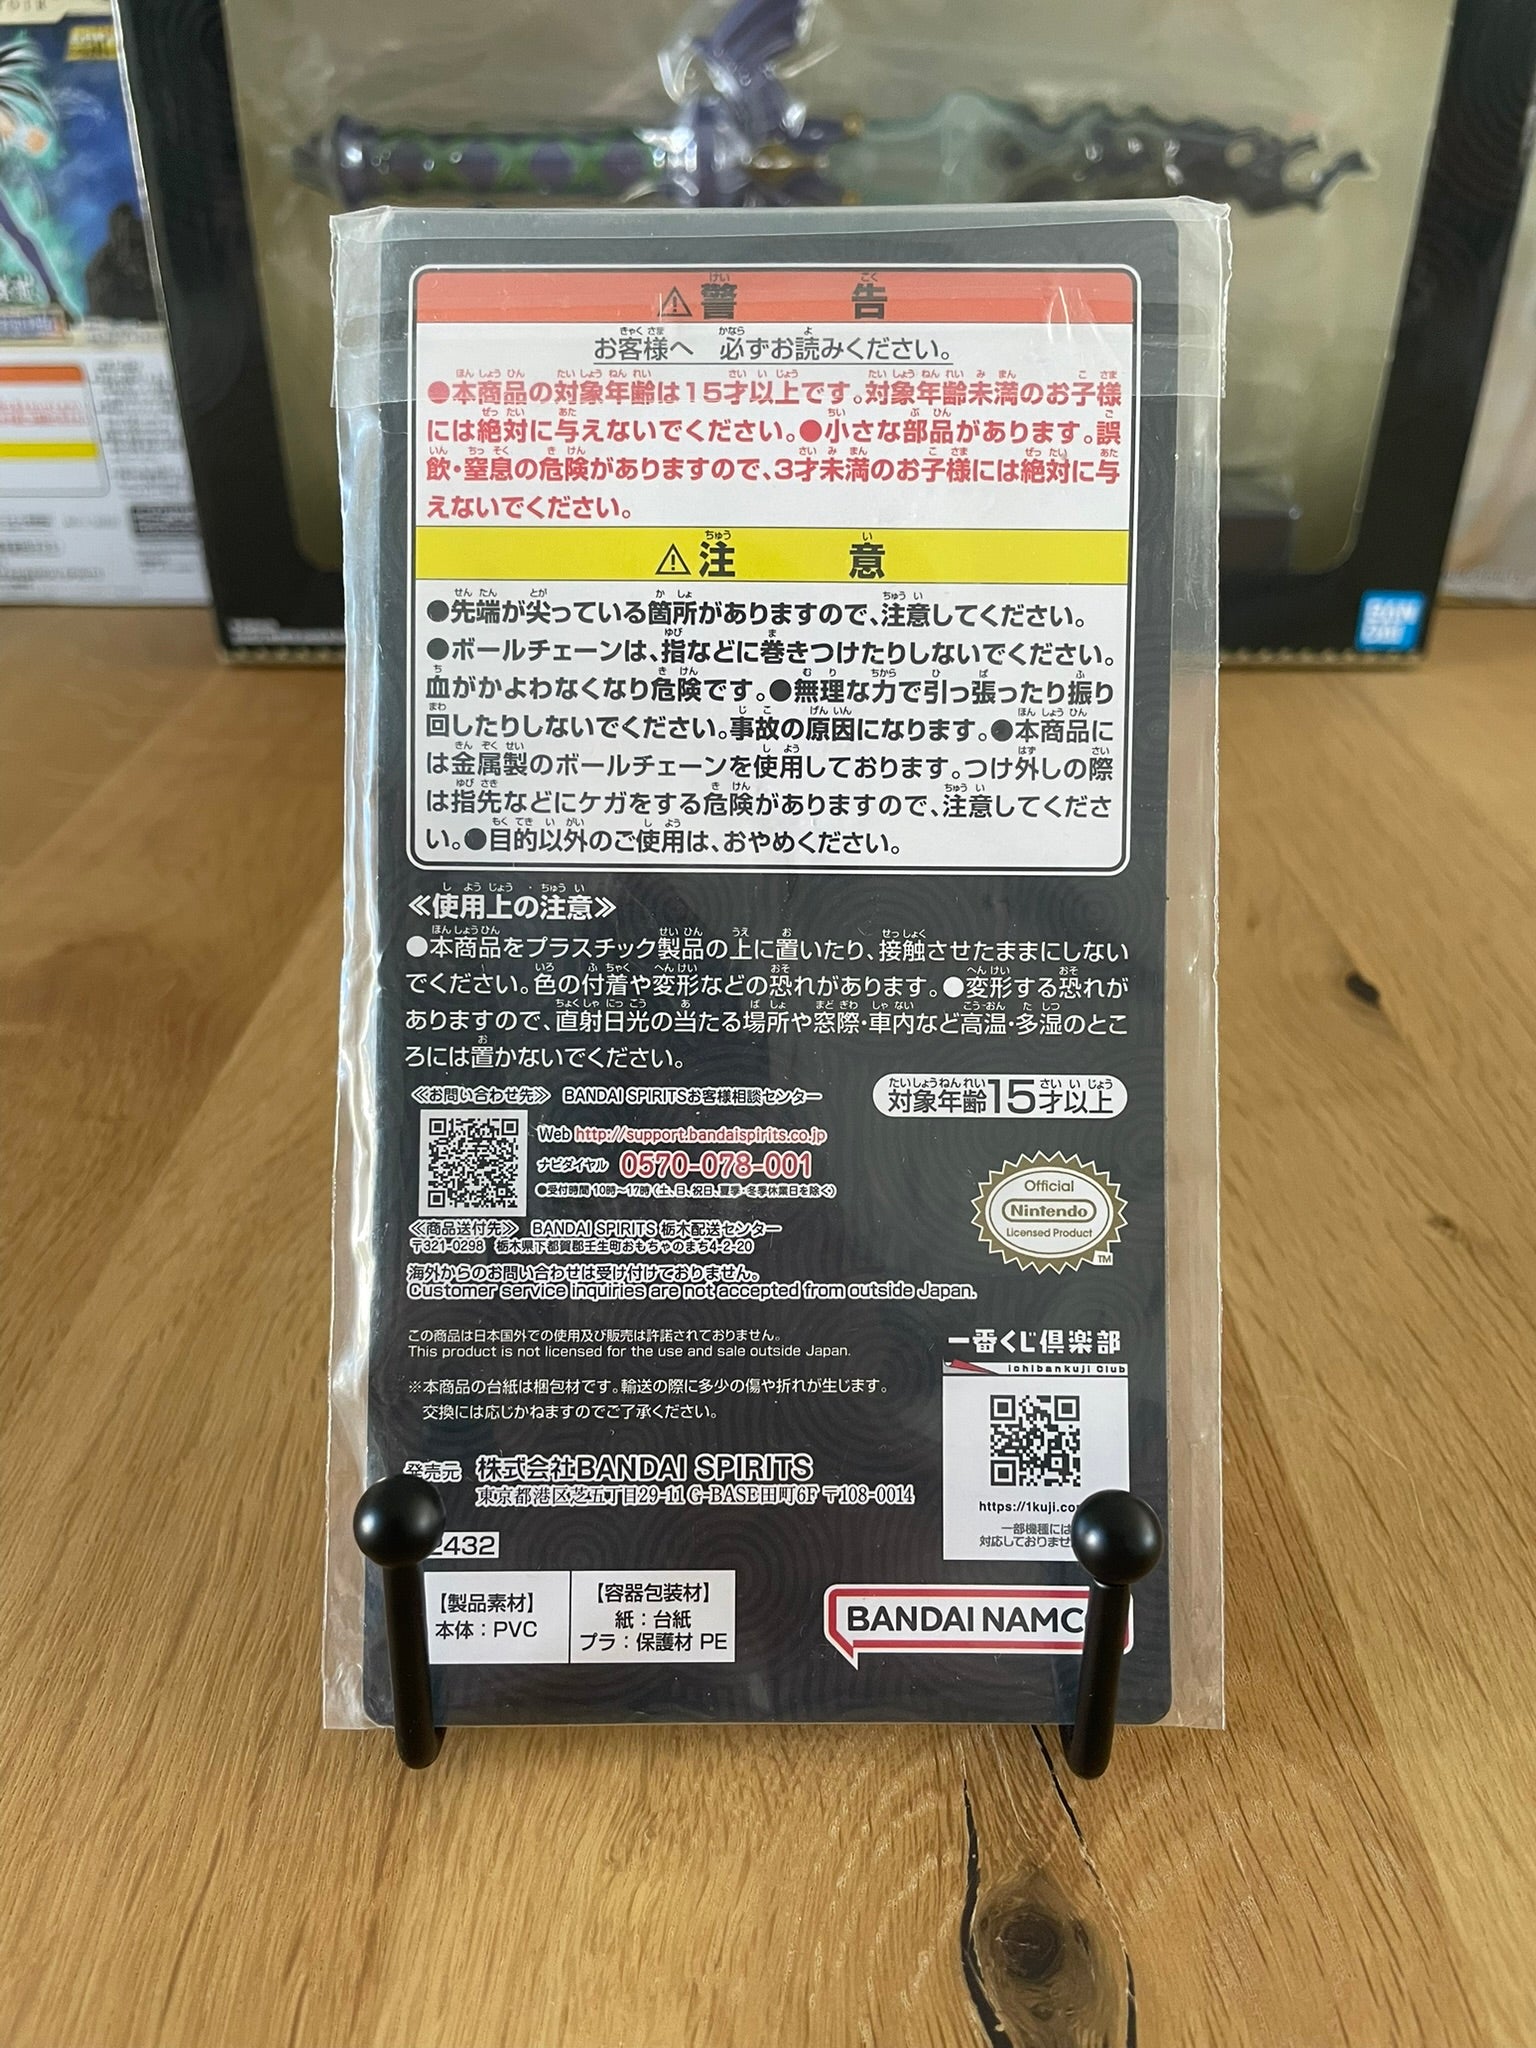 警 告
お客様へ 必ずお読みください。
●本商品の対象年齢は15才以上です。対象年齢未満のお子様
には絶対に与えないでください。●小さな部品があります。誤
飲・窒息の危険がありますので、3才未満のお子様には絶対に与
えないでください。
注 意
●先端が尖っている箇所がありますので、注意してください。
●ボールチェーンは、指などに巻きつけたりしないでください。
血がかよわなくなり危険です。●無理な力で引っ張ったり振り
回したりしないでください。事故の原因になります。●本商品に
は金属製のボールチェーンを使用しております。つけ外しの際
は指先などにケガをする危険がありますので、注意してくださ
い。●目的以外のご使用は、おやめください。
≪使用上の注意≫
●本商品をプラスチック製品の上に置いたり、接触させたままにしない
でください。色の付着や変形などの恐れがあります。●変形する恐れが
ありますので、直射日光の当たる場所や窓際・車内など高温・多湿のとこ
ろには置かないでください。
≪お問い合わせ先≫ BANDAI SPIRITSお客様相談センター
対象年齢15才以上
Web http://support.bandaispirits.co.jp
ナビダイヤル 0570-078-001
●受付時間 10時〜17時(土、日、祝日、夏季・冬季休業日を除く)
Official
Nintendo
Licensed Product
TM
≪商品送付先≫ BANDAI SPIRITS 栃木配送センター
〒321-0298 栃木県下都賀郡壬生町おもちゃのまち4-2-20
海外からのお問い合わせは受け付けておりません。
Customer service inquiries are not accepted from outside Japan.
この商品は日本国外での使用及び販売は許諾されておりません。
This product is not licensed for the use and sale outside Japan.
※本商品の台紙は梱包材です。輸送の際に多少の傷や折れが生じます。
交換には応じかねますのでご了承ください。
一番くじ倶楽部
ichibankuji Club
https://1kuji.co
一部機種には
対応しておりませ
発売元 株式会社BANDAI SPIRITS
東京都港区芝五丁目29-11 G-BASE田町6F 〒108-0014
2432
【製品素材】
本体：PVC
【容器包装材】
紙：台紙
プラ：保護材 PE
BANDAI NAMC
BAN
DAI